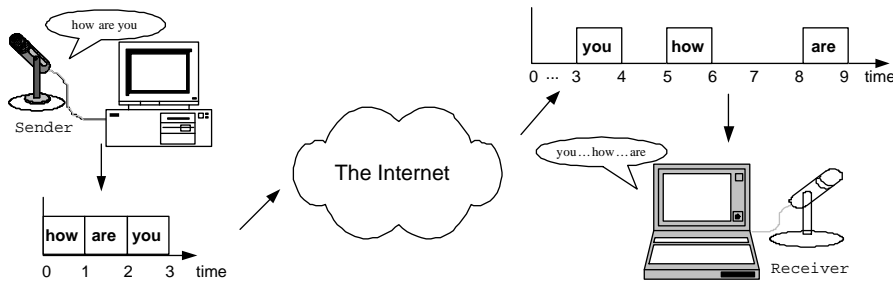 how are you
Sender
how are you
0 1 2 3 time
The Internet
you how are
0 ... 3 4 5 6 7 8 9 time
you...how...are
Receiver